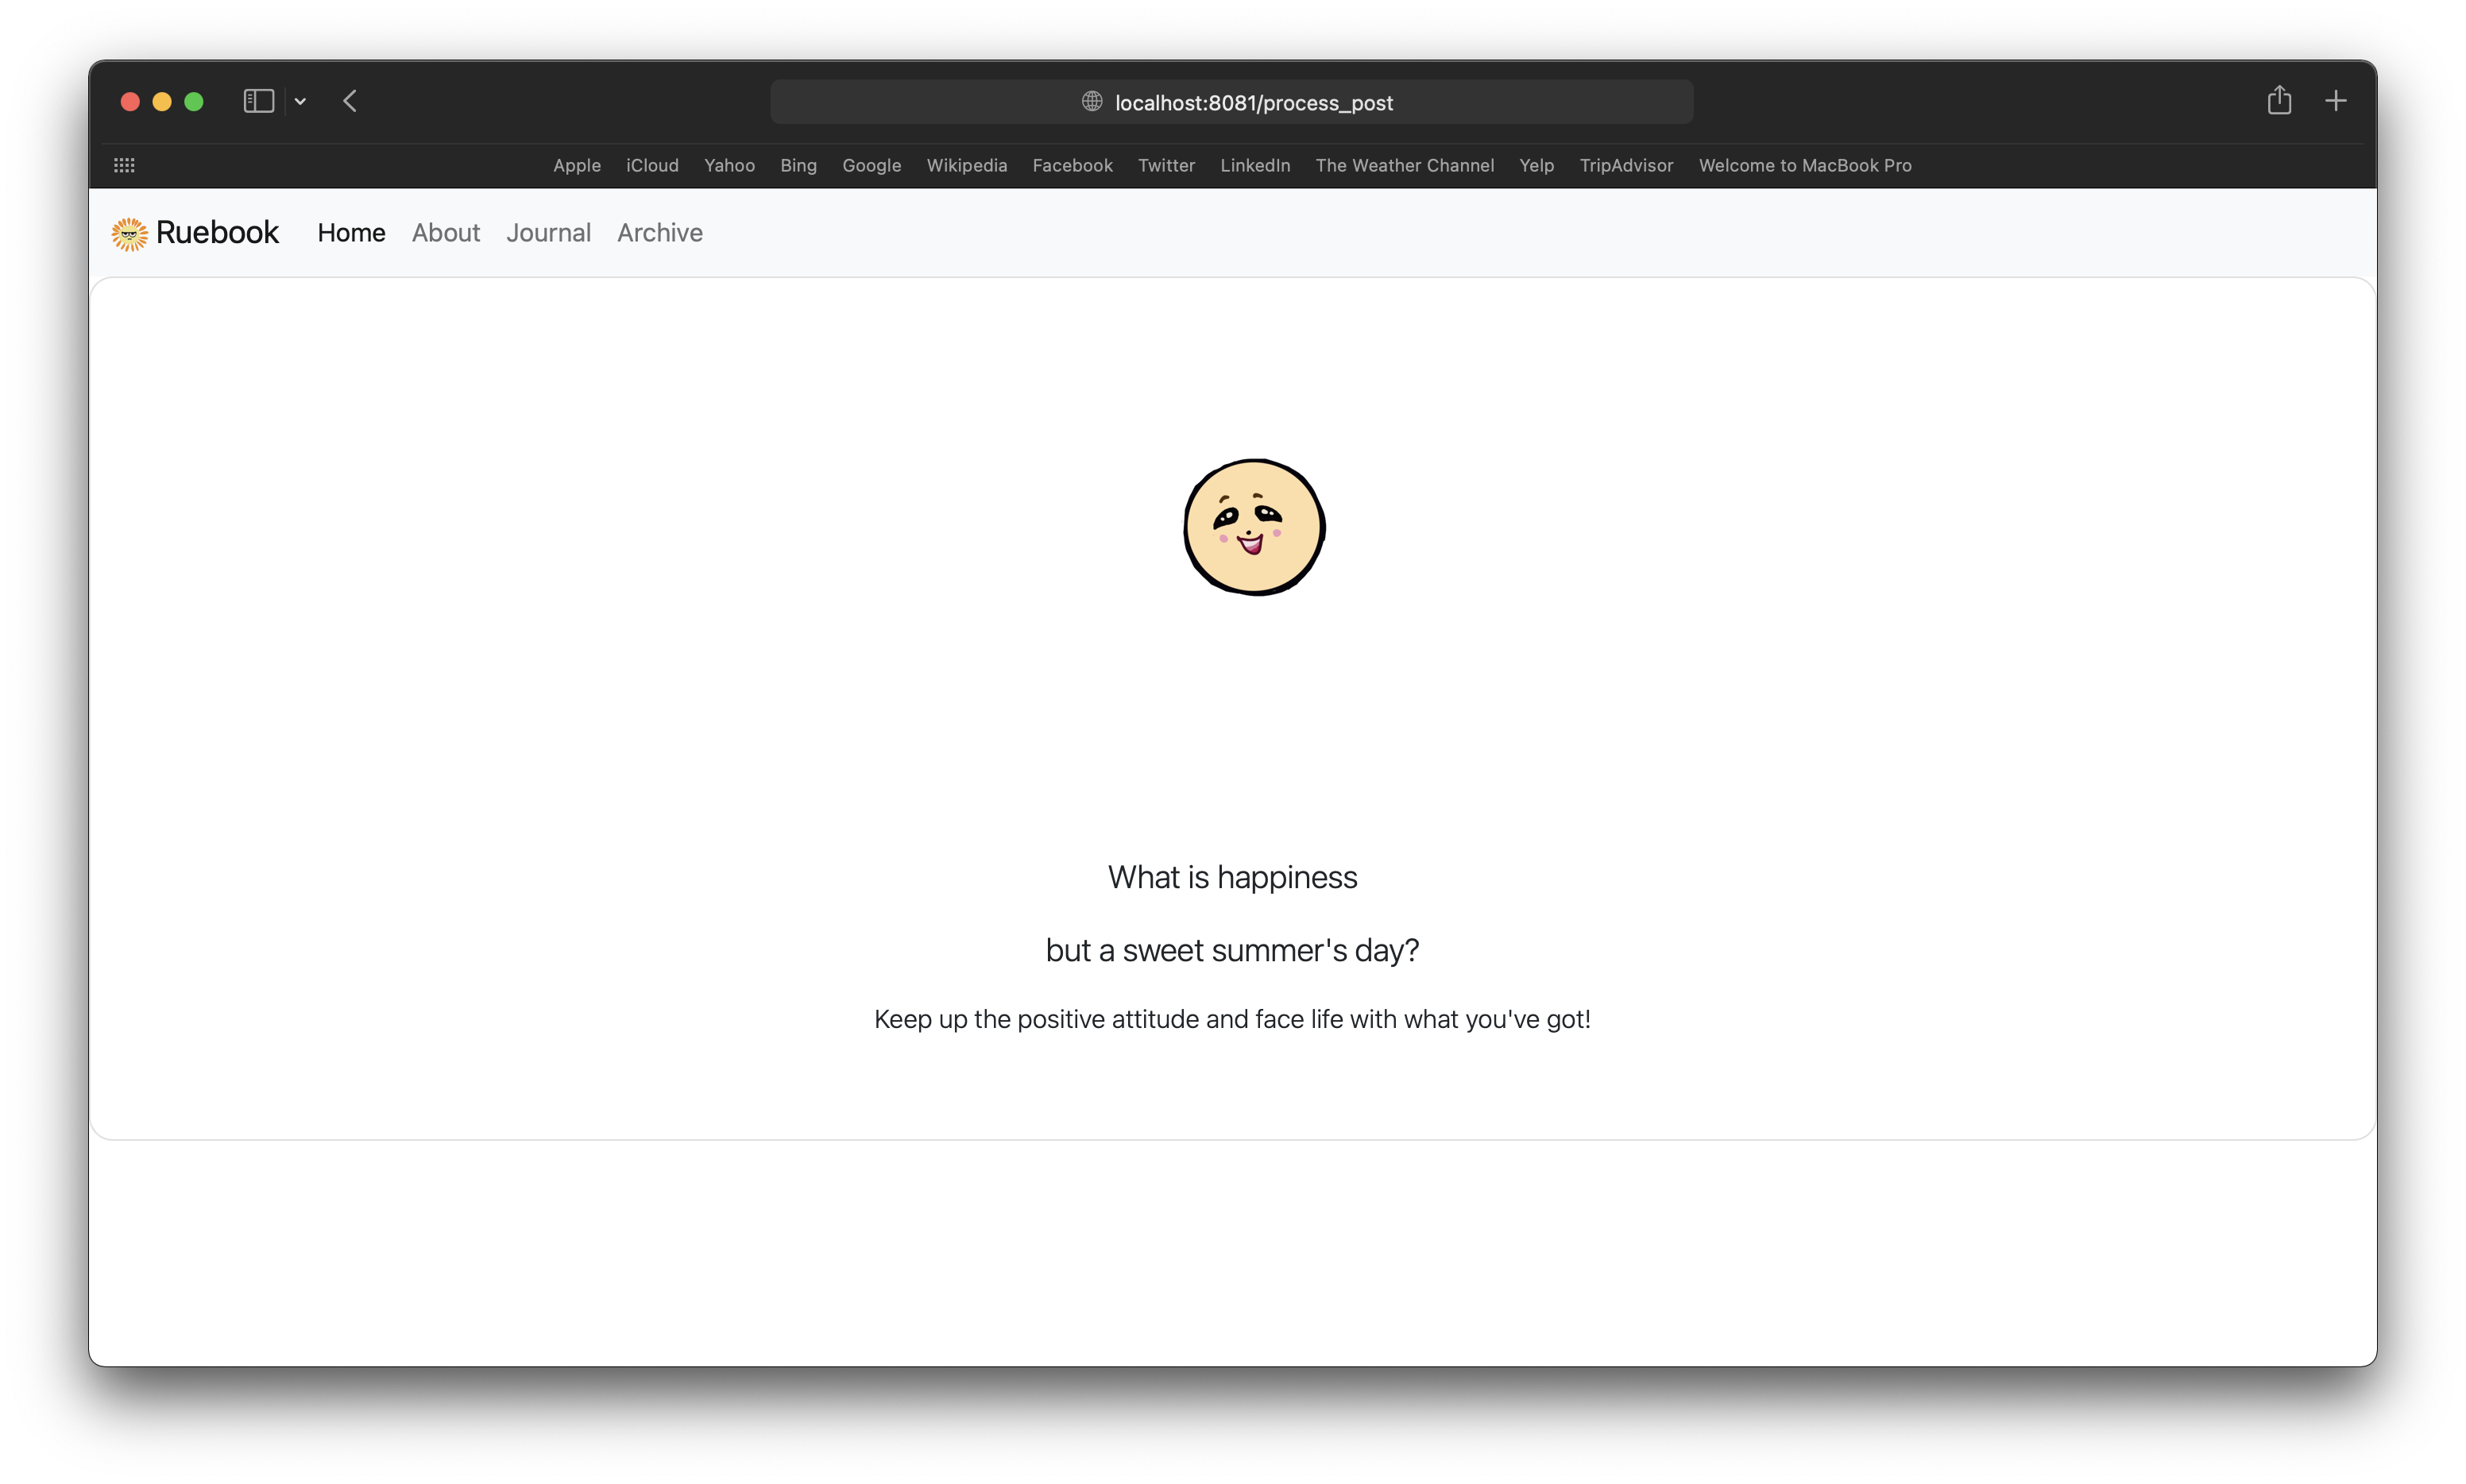 localhost:8081/process_post
Apple iCloud Yahoo Bing Google Wikipedia Facebook Twitter LinkedIn The Weather Channel Yelp TripAdvisor Welcome to MacBook Pro
Ruebook Home About Journal Archive
What is happiness
but a sweet summer's day?
Keep up the positive attitude and face life with what you've got!